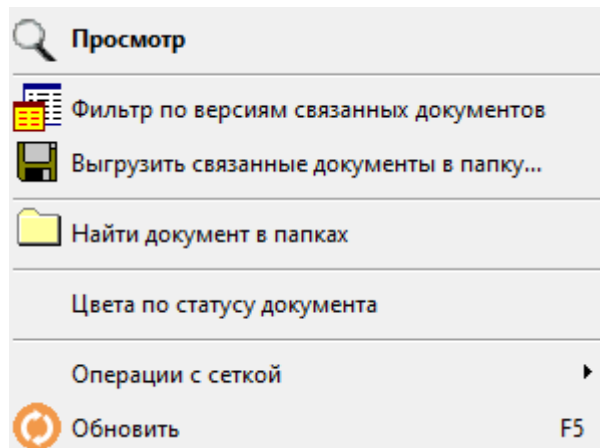 Просмотр
Фильтр по версиям связанных документов
Выгрузить связанные документы в папку...
Найти документ в папках
Цвета по статусу документа
Операции с сеткой
Обновить F5